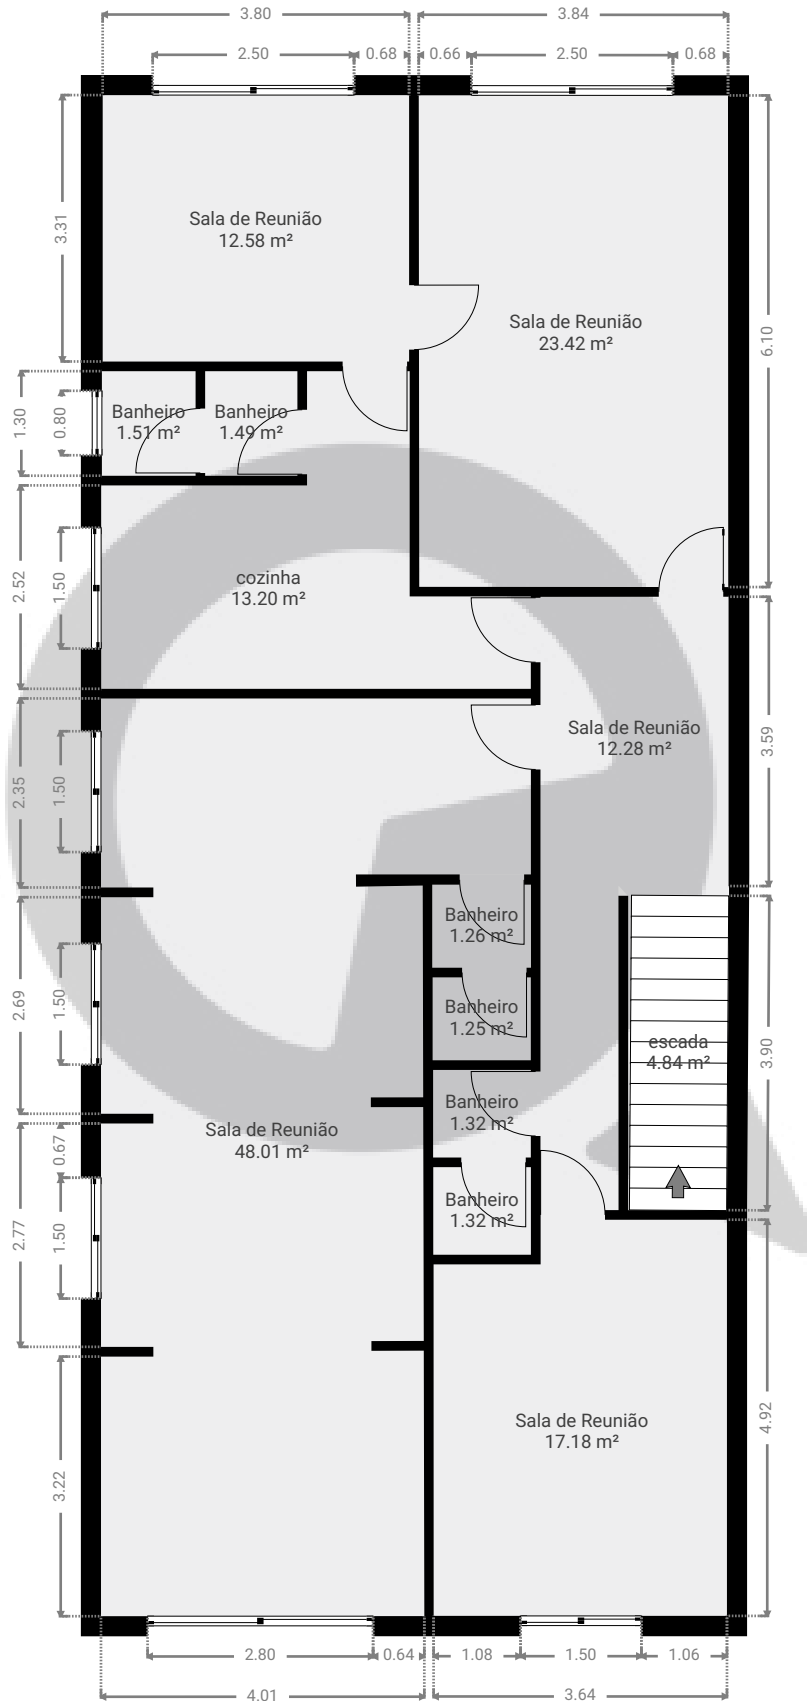 3.80
3.84
2.50
0.68
0.66
2.50
0.68
3.31
Sala de Reunião
12.58 m²
Sala de Reunião
23.42 m²
6.10
1.30
0.80
Banheiro
1.51 m²
Banheiro
1.49 m²
2.52
1.50
cozinha
13.20 m²
Sala de Reunião
12.28 m²
3.59
2.35
1.50
Banheiro
1.26 m²
Banheiro
1.25 m²
2.69
1.50
escada
4.84 m²
3.90
Banheiro
1.32 m²
Sala de Reunião
48.01 m²
0.67
Banheiro
1.32 m²
2.77
1.50
Sala de Reunião
17.18 m²
4.92
3.22
2.80
0.64
1.08
1.50
1.06
4.01
3.64